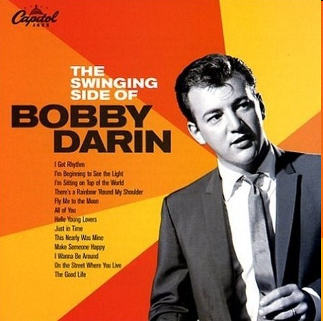 Capitol
JAZZ
THE
SWINGING
SIDE OF
BOBBY
DARIN
I Got Rhythm
I'm Beginning to See the Light
I'm Sitting on Top of the World
There's a Rainbow 'Round My Shoulder
Fly Me to the Moon
All of You
Hello Young Lovers
Just in Time
This Nearly Was Mine
Make Someone Happy
I Wanna Be Around
On the Street Where You Live
The Good Life